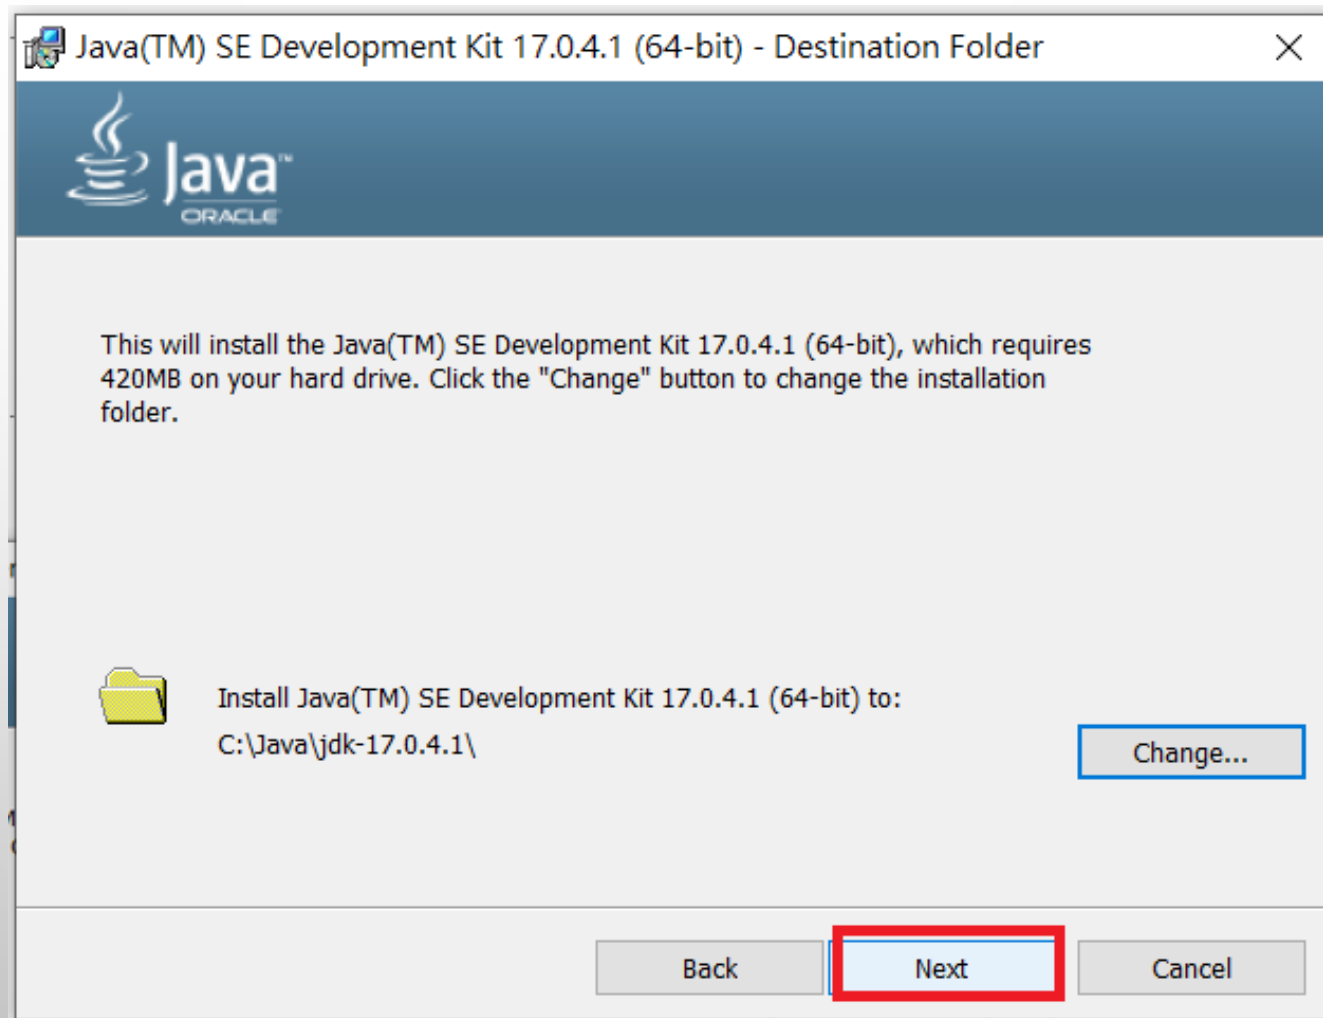 Java(TM) SE Development Kit 17.0.4.1 (64-bit) - Destination Folder
Java™
ORACLE
This will install the Java(TM) SE Development Kit 17.0.4.1 (64-bit), which requires
420MB on your hard drive. Click the "Change" button to change the installation
folder.
Install Java(TM) SE Development Kit 17.0.4.1 (64-bit) to:
C:\Java\jdk-17.0.4.1\
Change...
Back
Next
Cancel